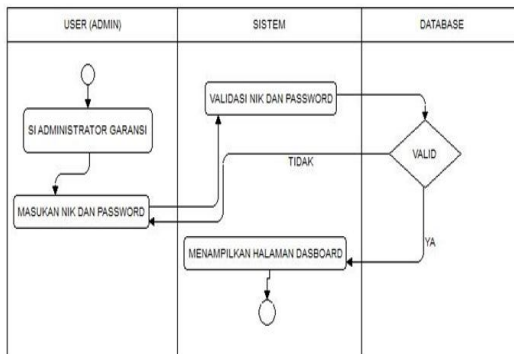 USER (ADMIN)
SISTEM
DATABASE
SI ADMINISTRATOR GARANSI
VALIDASI NIK DAN PASSWORD
VALID
TIDAK
MASUKAN NIK DAN PASSWORD
YA
MENAMPILKAN HALAMAN DASBOARD